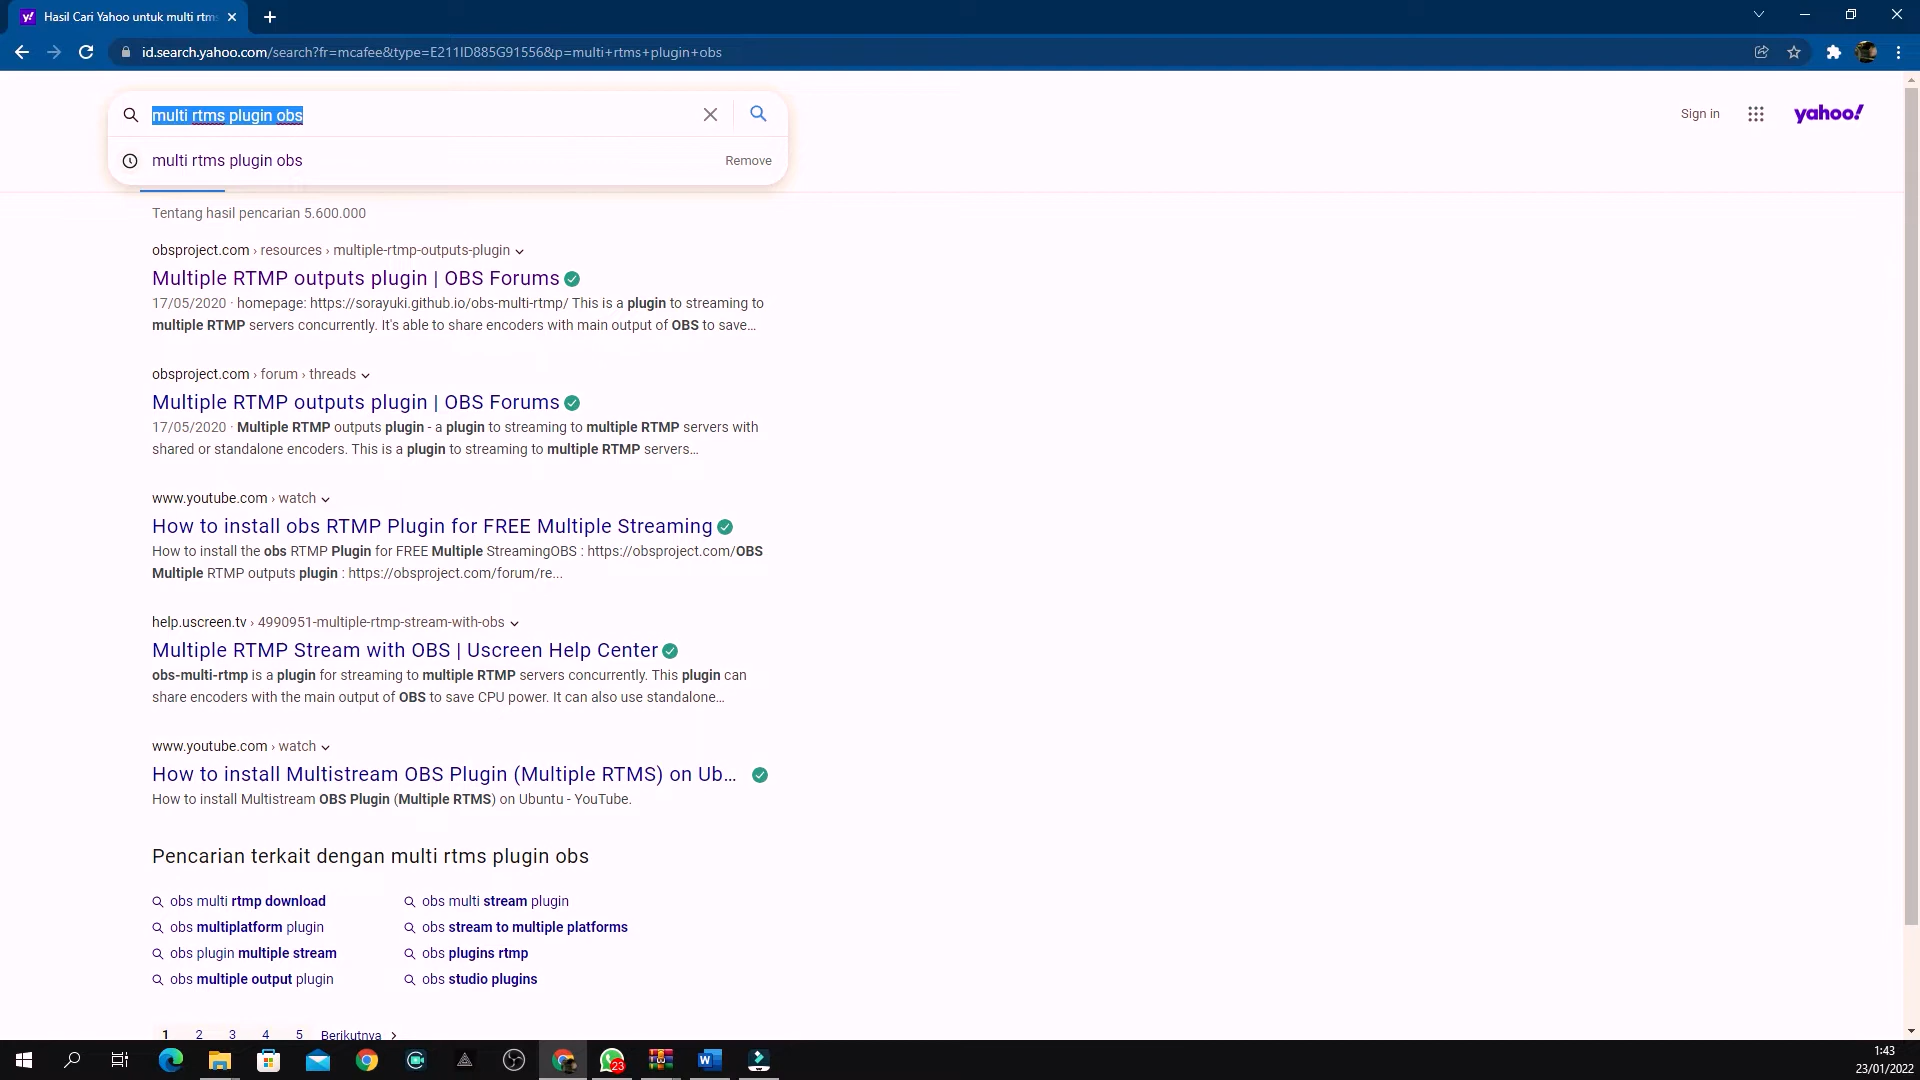 Hasil Cari Yahoo untuk multi rtms
id.search.yahoo.com/search?fr=mcafee&type=E211ID885G91556&p=multi+rtms+plugin+obs
multi rtms plugin obs
Sign in
yahoo!
multi rtms plugin obs
Remove
Tentang hasil pencarian 5.600.000
obsproject.com › resources › multiple-rtmp-outputs-plugin
Multiple RTMP outputs plugin | OBS Forums
17/05/2020 · homepage: https://sorayuki.github.io/obs-multi-rtmp/ This is a plugin to streaming to
multiple RTMP servers concurrently. It's able to share encoders with main output of OBS to save...
obsproject.com › forum › threads
Multiple RTMP outputs plugin | OBS Forums
17/05/2020 · Multiple RTMP outputs plugin - a plugin to streaming to multiple RTMP servers with
shared or standalone encoders. This is a plugin to streaming to multiple RTMP servers...
www.youtube.com › watch
How to install obs RTMP Plugin for FREE Multiple Streaming
How to install the obs RTMP Plugin for FREE Multiple StreamingOBS : https://obsproject.com/OBS
Multiple RTMP outputs plugin : https://obsproject.com/forum/re...
help.uscreen.tv › 4990951-multiple-rtmp-stream-with-obs
Multiple RTMP Stream with OBS | Uscreen Help Center
obs-multi-rtmp is a plugin for streaming to multiple RTMP servers concurrently. This plugin can
share encoders with the main output of OBS to save CPU power. It can also use standalone...
www.youtube.com › watch
How to install Multistream OBS Plugin (Multiple RTMS) on Ub...
How to install Multistream OBS Plugin (Multiple RTMS) on Ubuntu - YouTube.
Pencarian terkait dengan multi rtms plugin obs
obs multi rtmp download
obs multi stream plugin
obs multiplatform plugin
obs stream to multiple platforms
obs plugin multiple stream
obs plugins rtmp
obs multiple output plugin
obs studio plugins
1 2 3 4 5 Berikutnya
23
1:43
23/01/2022